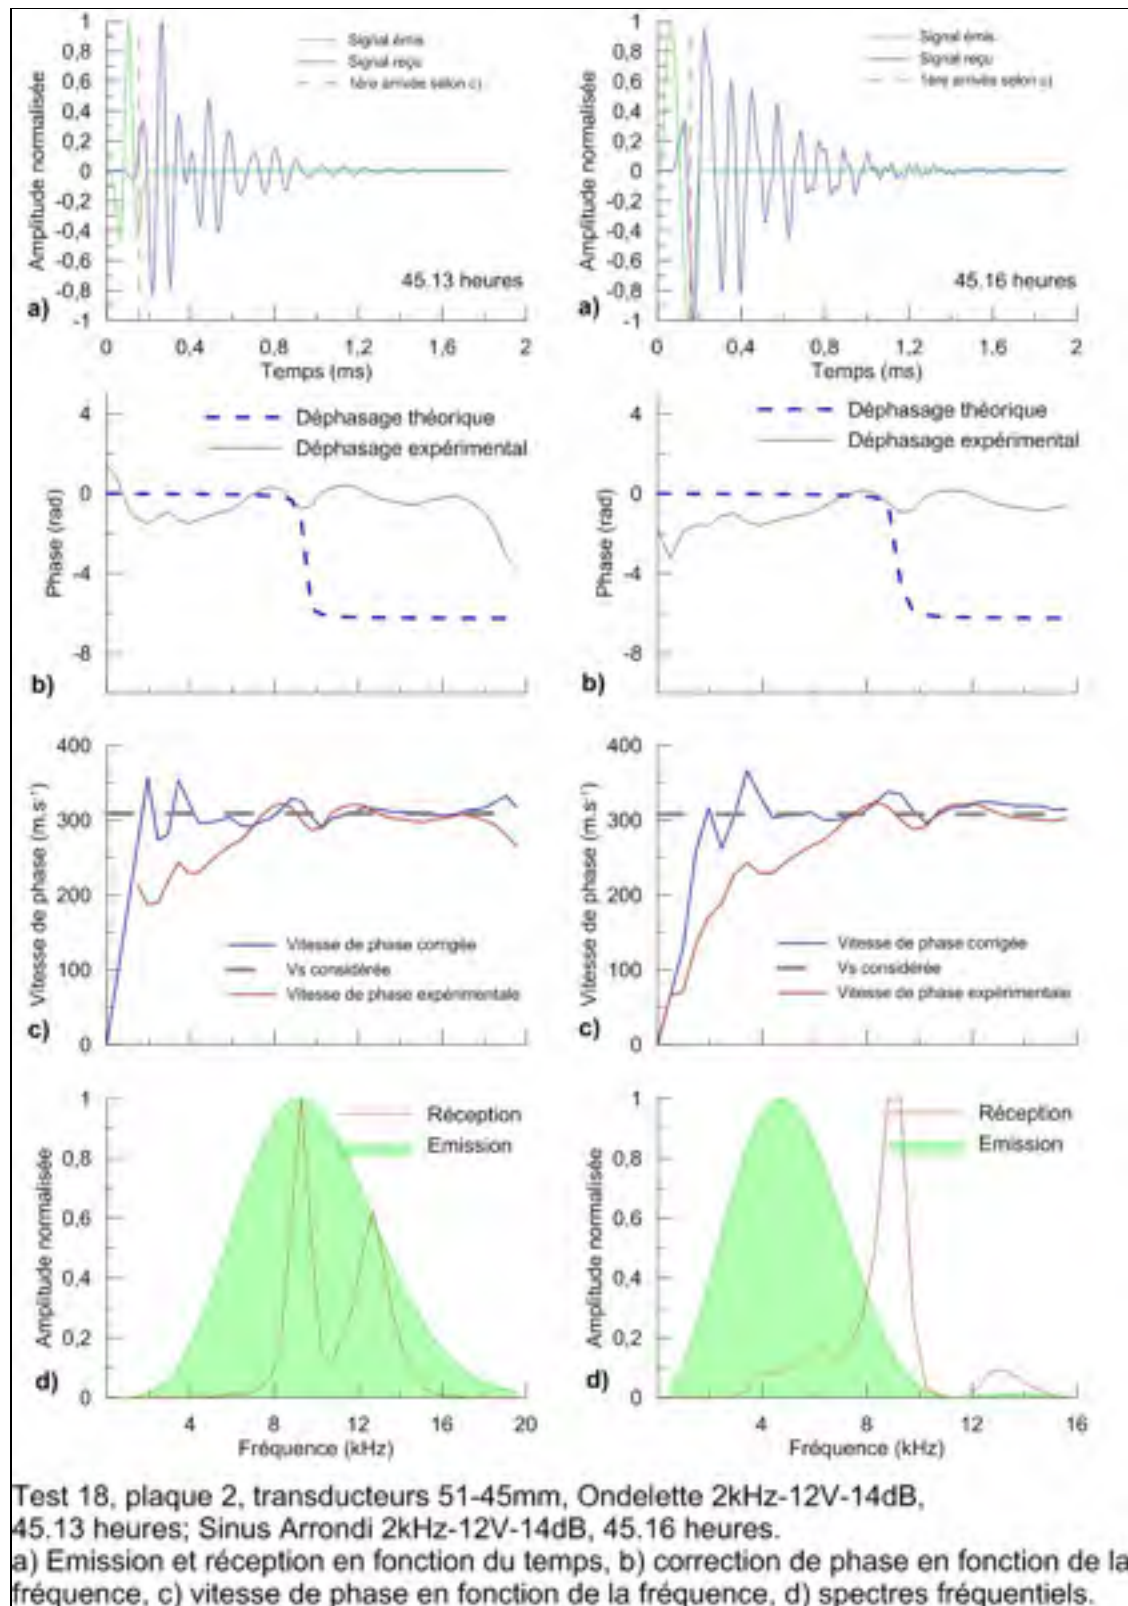 Signal émis
Signal reçu
1ère arrivée selon c)
Amplitude normalisée
1
0,8
0,6
0,4
0,2
0
-0,2
-0,4
-0,6
-0,8
-1
45.13 heures
a)
0
0,4
0,8
1,2
1,6
2
Temps (ms)
Signal émis
Signal reçu
1ère arrivée selon c)
Amplitude normalisée
1
0,8
0,6
0,4
0,2
0
-0,2
-0,4
-0,6
-0,8
-1
45.16 heures
a)
0
0,4
0,8
1,2
1,6
2
Temps (ms)
Déphasage théorique
Déphasage expérimental
Phase (rad)
4
0
-4
-8
b)
Déphasage théorique
Déphasage expérimental
Phase (rad)
4
0
-4
-8
b)
Vitesse de phase (m.s⁻¹)
400
300
200
100
0
Vitesse de phase corrigée
Vs considérée
Vitesse de phase expérimentale
c)
Vitesse de phase (m.s⁻¹)
400
300
200
100
0
Vitesse de phase corrigée
Vs considérée
Vitesse de phase expérimentale
c)
Réception
Emission
Amplitude normalisée
1
0,8
0,6
0,4
0,2
0
d)
4
8
12
16
20
Fréquence (kHz)
Réception
Emission
Amplitude normalisée
1
0,8
0,6
0,4
0,2
0
d)
4
8
12
16
Fréquence (kHz)
Test 18, plaque 2, transducteurs 51-45mm, Ondelette 2kHz-12V-14dB,
45.13 heures; Sinus Arrondi 2kHz-12V-14dB, 45.16 heures.
a) Emission et réception en fonction du temps, b) correction de phase en fonction de la
fréquence, c) vitesse de phase en fonction de la fréquence, d) spectres fréquentiels.